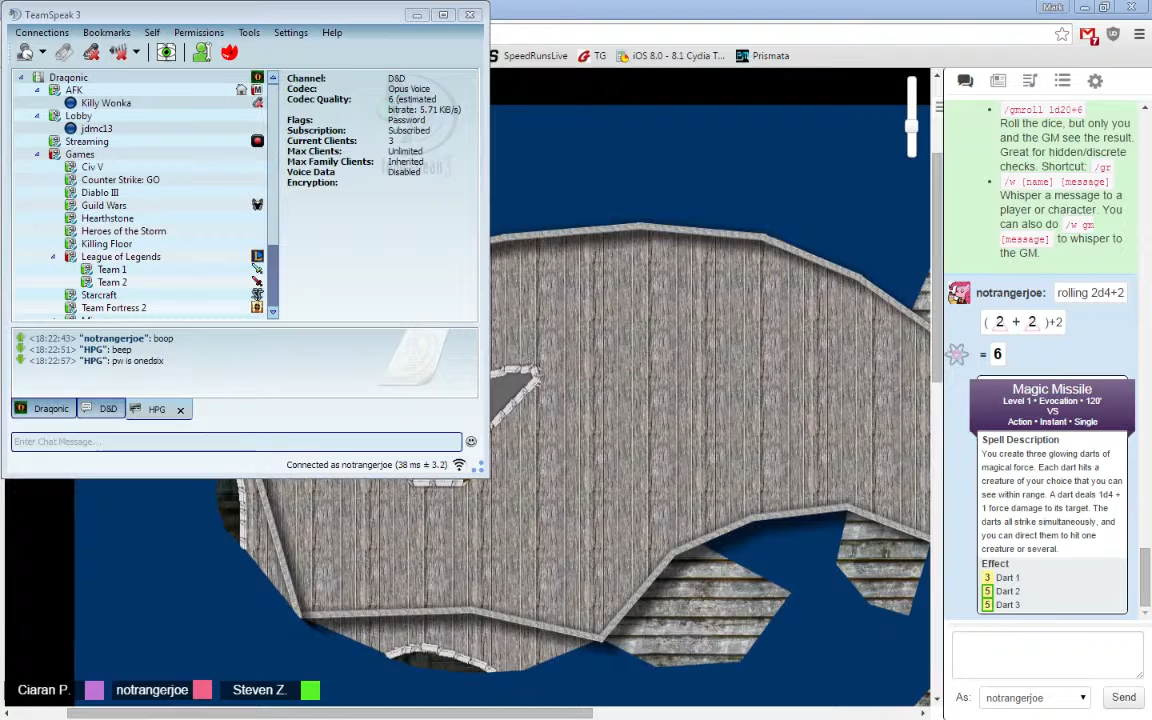 TeamSpeak 3
Connections Bookmarks Self Permissions Tools Settings Help
Dragonic
AFK
Killy Wonka
Lobby
jdmc13
Streaming
Games
Civ V
Counter Strike: GO
Diablo III
Guild Wars
Hearthstone
Heroes of the Storm
Killing Floor
League of Legends
Team 1
Team 2
Starcraft
Team Fortress 2
Channel: D&D
Codec: Opus Voice
Codec Quality: 6 (estimated
bitrate: 5.71 KiB/s)
Flags: Password
Subscription: Subscribed
Current Clients: 3
Max Clients: Unlimited
Max Family Clients: Inherited
Voice Data Disabled
Encryption:
<18:22:43> "notrangerjoe": boop
<18:22:51> "HPG": beep
<18:22:57> "HPG": pw is onedsix
Dragonic D&D HPG
Enter Chat Message...
Connected as notrangerjoe (38 ms ± 3.2)
Mark
SpeedRunsLive TG iOS 8.0 - 8.1 Cydia T... Prismata
7
/gmroll 1d20+6
Roll the dice, but only you
and the GM see the result.
Great for hidden/discrete
checks. Shortcut: /gr
/w [name] [message]
Whisper a message to a
player or character. You
can also do /w gm
[message] to whisper to
the GM.
notrangerjoe: rolling 2d4+2
( 2 + 2 )+2
= 6
Magic Missile
Level 1 • Evocation • 120'
VS
Action • Instant • Single
Spell Description
You create three glowing darts of
magical force. Each dart hits a
creature of your choice that you can
see within range. A dart deals 1d4 +
1 force damage to its target. The
darts all strike simultaneously, and
you can direct them to hit one
creature or several.
Effect
3 Dart 1
5 Dart 2
5 Dart 3
As: notrangerjoe Send
Ciaran P. notrangerjoe Steven Z.